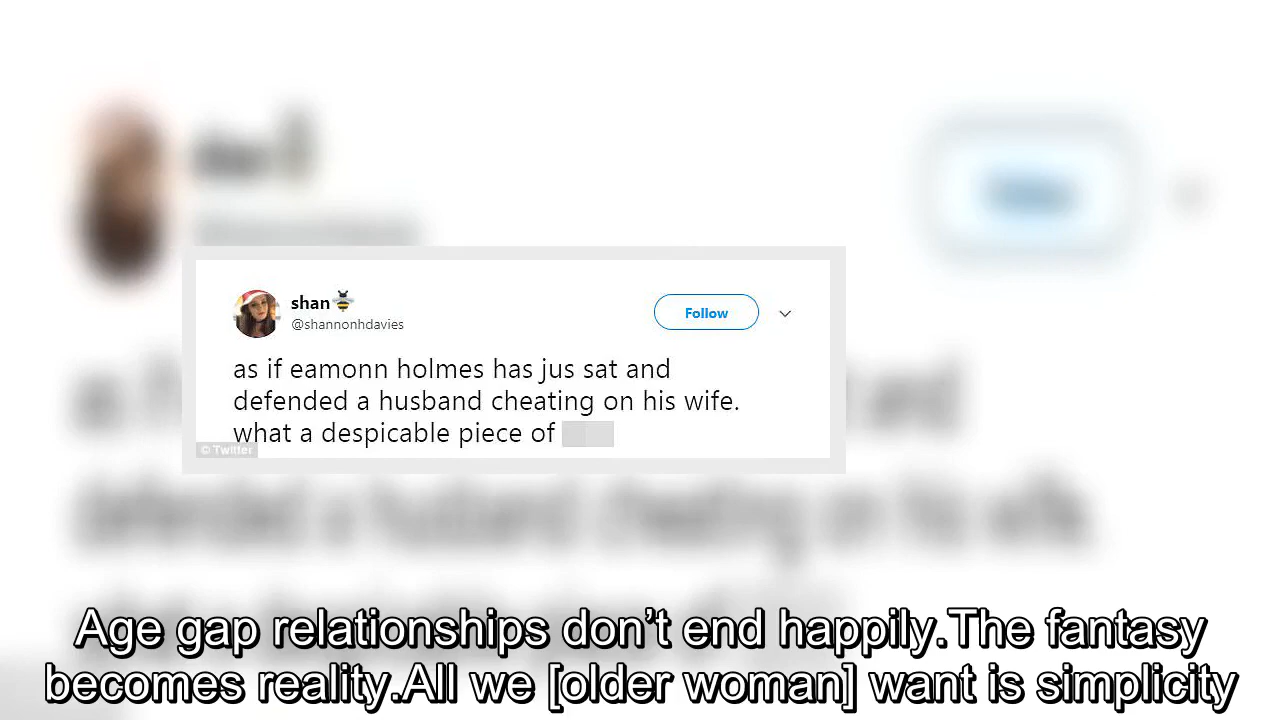 shan
@shannonhdavies
Follow
as if eamonn holmes has jus sat and
defended a husband cheating on his wife.
what a despicable piece of
© Twitter
Age gap relationships don’t end happily.The fantasy
becomes reality.All we [older woman] want is simplicity